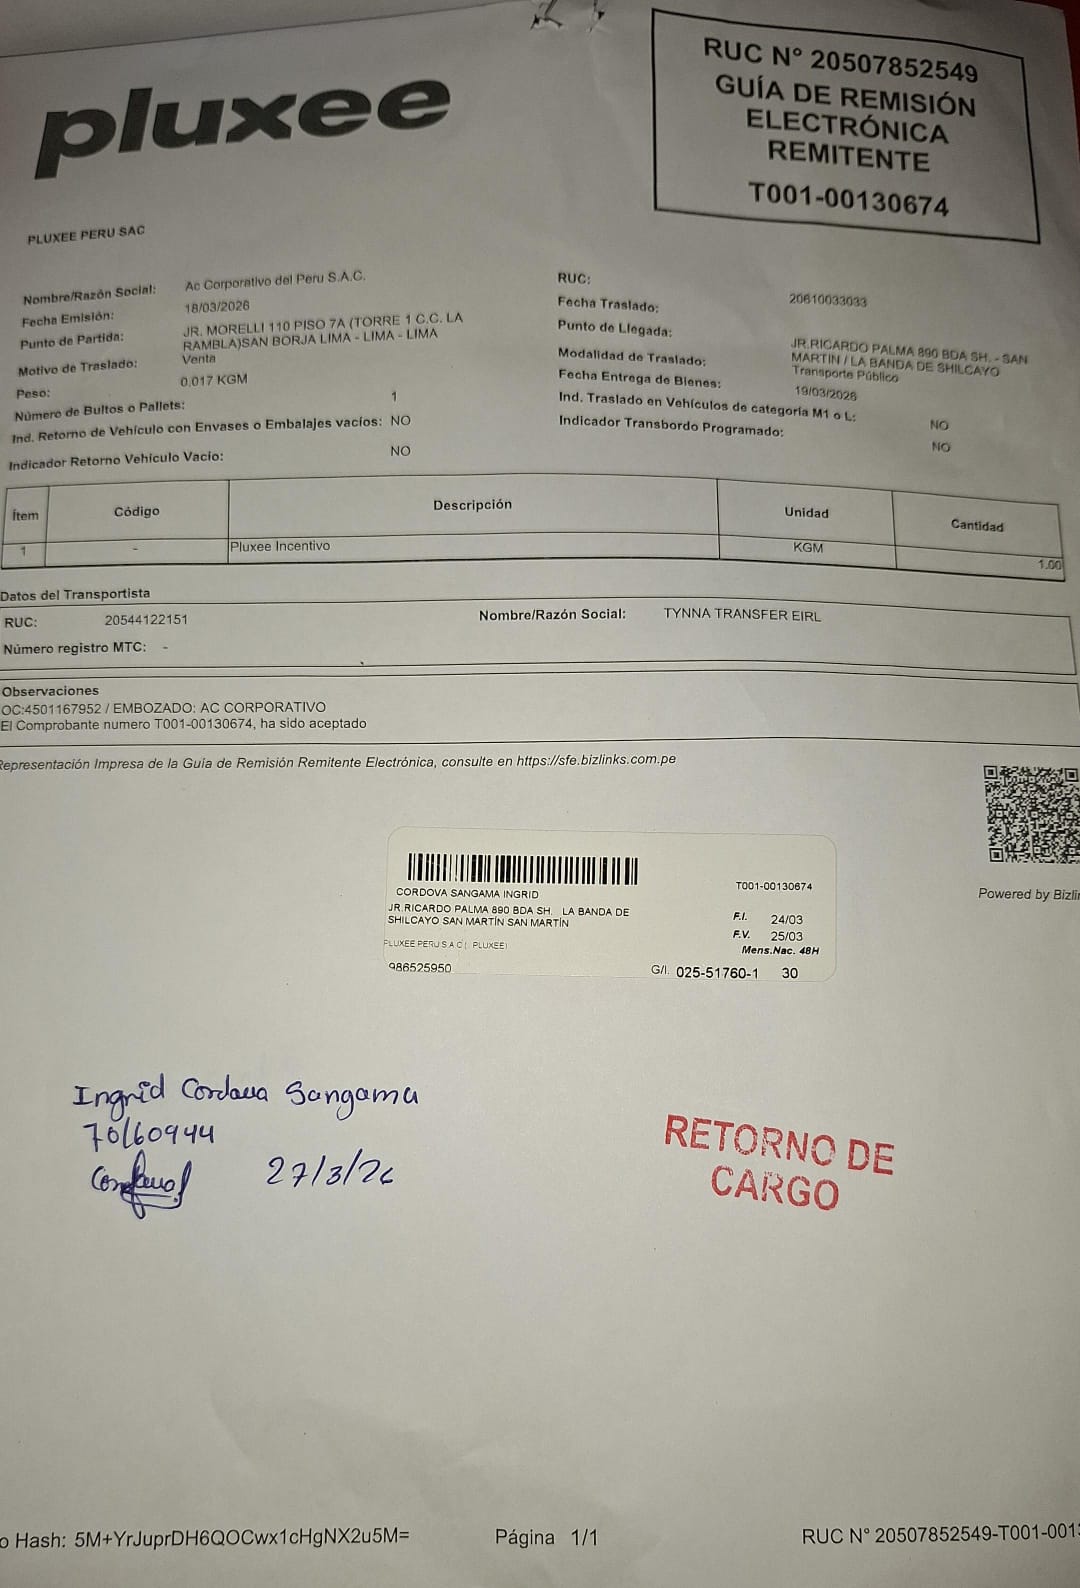 pluxee
RUC N° 20507852549
GUÍA DE REMISIÓN
ELECTRÓNICA
REMITENTE
T001-00130674
PLUXEE PERU SAC
Nombre/Razón Social: Ac Corporativo del Peru S.A.C.
Fecha Emisión: 18/03/2026
Punto de Partida: JR. MORELLI 110 PISO 7A (TORRE 1 C.C. LA
RAMBLA)SAN BORJA LIMA - LIMA - LIMA
Motivo de Traslado: Venta
Peso: 0.017 KGM
Número de Bultos o Pallets: 1
Ind. Retorno de Vehículo con Envases o Embalajes vacíos: NO
Indicador Retorno Vehículo Vacío: NO
RUC: 20610033033
Fecha Traslado:
Punto de Llegada: JR.RICARDO PALMA 890 BDA SH. - SAN
MARTIN / LA BANDA DE SHILCAYO
Modalidad de Traslado: Transporte Público
Fecha Entrega de Bienes: 19/03/2026
Ind. Traslado en Vehículos de categoría M1 o L: NO
Indicador Transbordo Programado: NO
Ítem Código Descripción Unidad Cantidad
1 - Pluxee Incentivo KGM 1.00
Datos del Transportista
RUC: 20544122151 Nombre/Razón Social: TYNNA TRANSFER EIRL
Número registro MTC: -
Observaciones
OC:4501167952 / EMBOZADO: AC CORPORATIVO
El Comprobante numero T001-00130674, ha sido aceptado
Representación Impresa de la Guía de Remisión Remitente Electrónica, consulte en https://sfe.bizlinks.com.pe
Powered by Bizlin
CORDOVA SANGAMA INGRID
JR.RICARDO PALMA 890 BDA SH. LA BANDA DE
SHILCAYO SAN MARTÍN SAN MARTÍN
PLUXEE PERU S A C ( PLUXEE)
986525950
T001-00130674
F.I. 24/03
F.V. 25/03
Mens.Nac. 48H
G/I. 025-51760-1 30
Ingrid Cordova Sangama
70160944
27/3/26
RETORNO DE
CARGO
o Hash: 5M+YrJuprDH6QOCwx1cHgNX2u5M= Página 1/1 RUC N° 20507852549-T001-0013